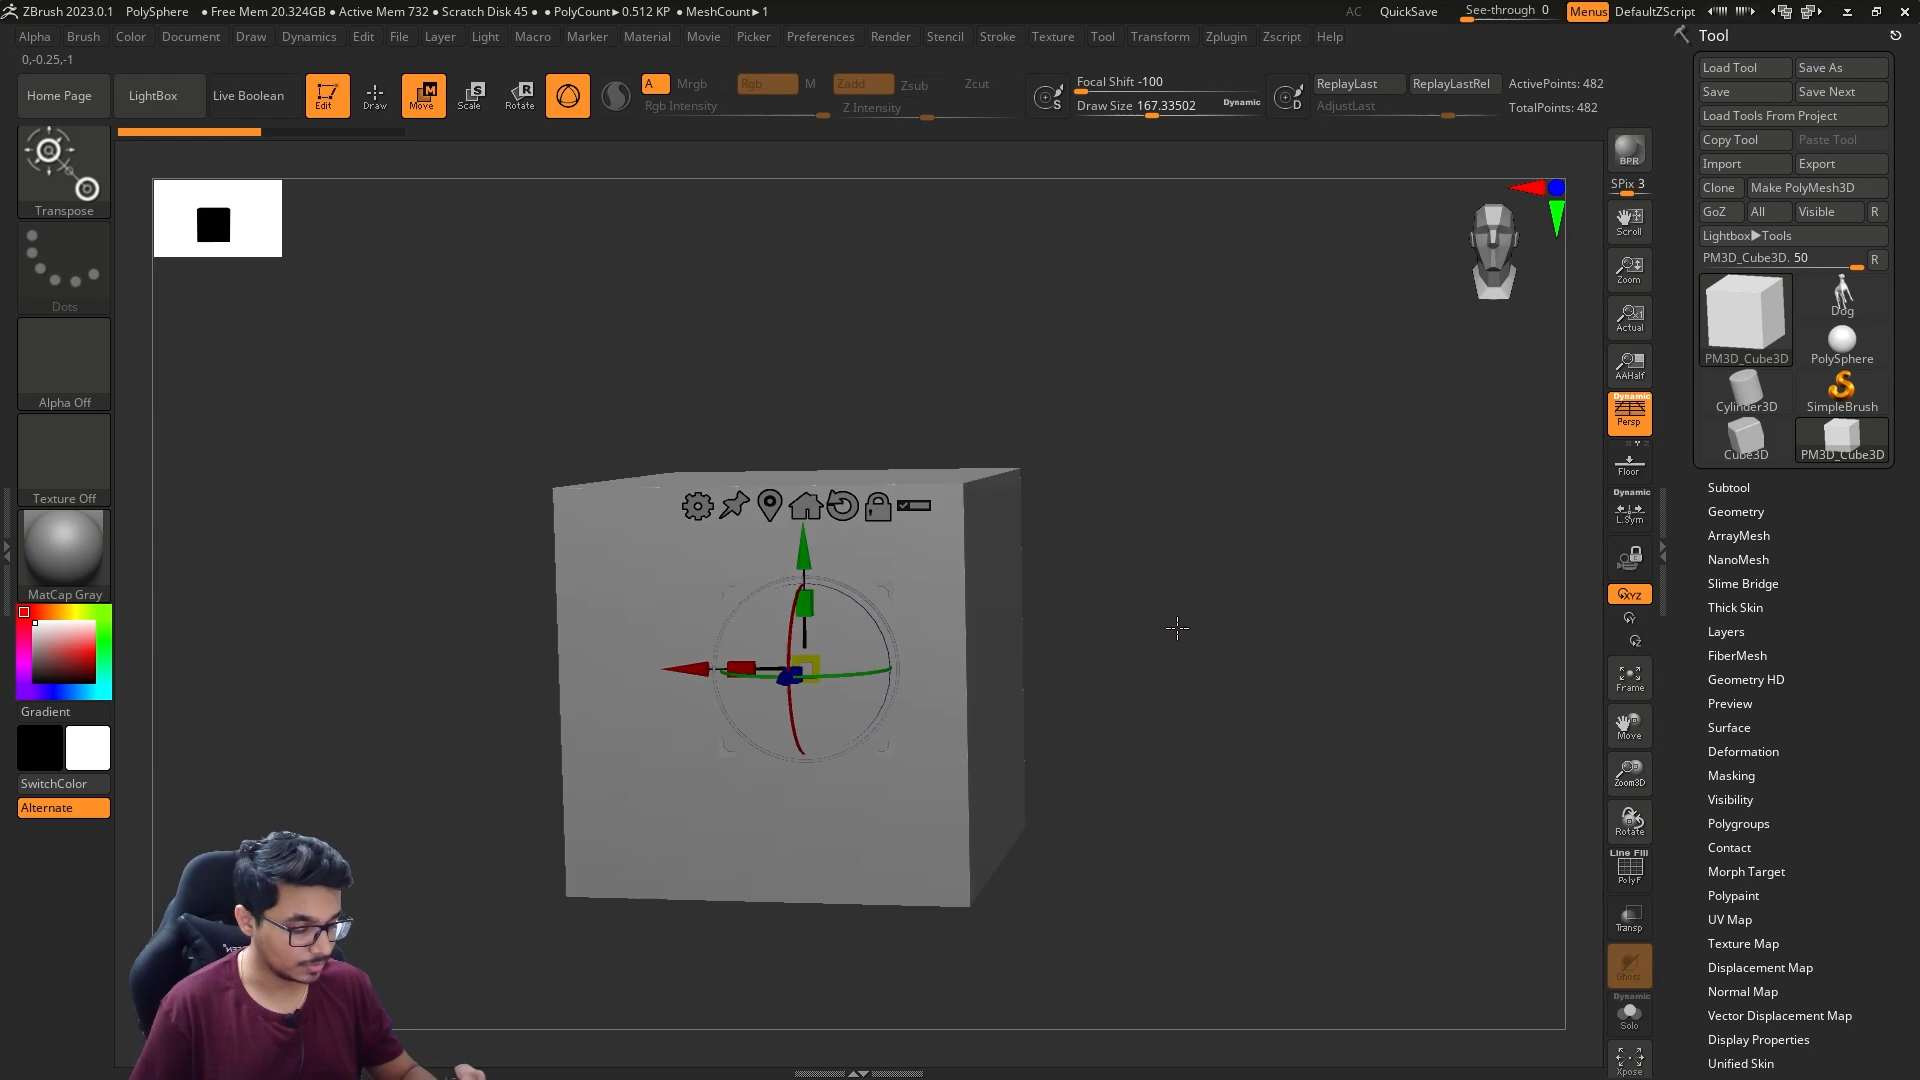 ZBrush 2023.0.1 PolySphere ● Free Mem 20.324GB ● Active Mem 732 ● Scratch Disk 45 ● ● PolyCount►0.512 KP ● MeshCount►1 AC QuickSave See-through 0 Menus DefaultZScript
Alpha Brush Color Document Draw Dynamics Edit File Layer Light Macro Marker Material Movie Picker Preferences Render Stencil Stroke Texture Tool Transform Zplugin Zscript Help
0,-0.25,-1
Home Page LightBox Live Boolean Edit Draw Move Scale Rotate
A Mrgb Rgb M Zadd Zsub Zcut
Rgb Intensity Z Intensity
Focal Shift -100
Draw Size 167.33502 Dynamic
ReplayLast ReplayLastRel ActivePoints: 482
AdjustLast TotalPoints: 482
Transpose
Dots
Alpha Off
Texture Off
MatCap Gray
Gradient
SwitchColor
Alternate
BPR
SPix 3
Scroll
Zoom
Actual
AAHalf
Dynamic
Persp
Floor
Dynamic
L.Sym
XYZ
Y
Z
Frame
Move
Zoom3D
Rotate
Line Fill
PolyF
Transp
Ghost
Dynamic
Solo
Xpose
Tool
Load Tool Save As
Save Save Next
Load Tools From Project
Copy Tool Paste Tool
Import Export
Clone Make PolyMesh3D
GoZ All Visible R
Lightbox►Tools
PM3D_Cube3D. 50 R
PM3D_Cube3D Dog
PolySphere
Cylinder3D SimpleBrush
Cube3D PM3D_Cube3D
Subtool
Geometry
ArrayMesh
NanoMesh
Slime Bridge
Thick Skin
Layers
FiberMesh
Geometry HD
Preview
Surface
Deformation
Masking
Visibility
Polygroups
Contact
Morph Target
Polypaint
UV Map
Texture Map
Displacement Map
Normal Map
Vector Displacement Map
Display Properties
Unified Skin